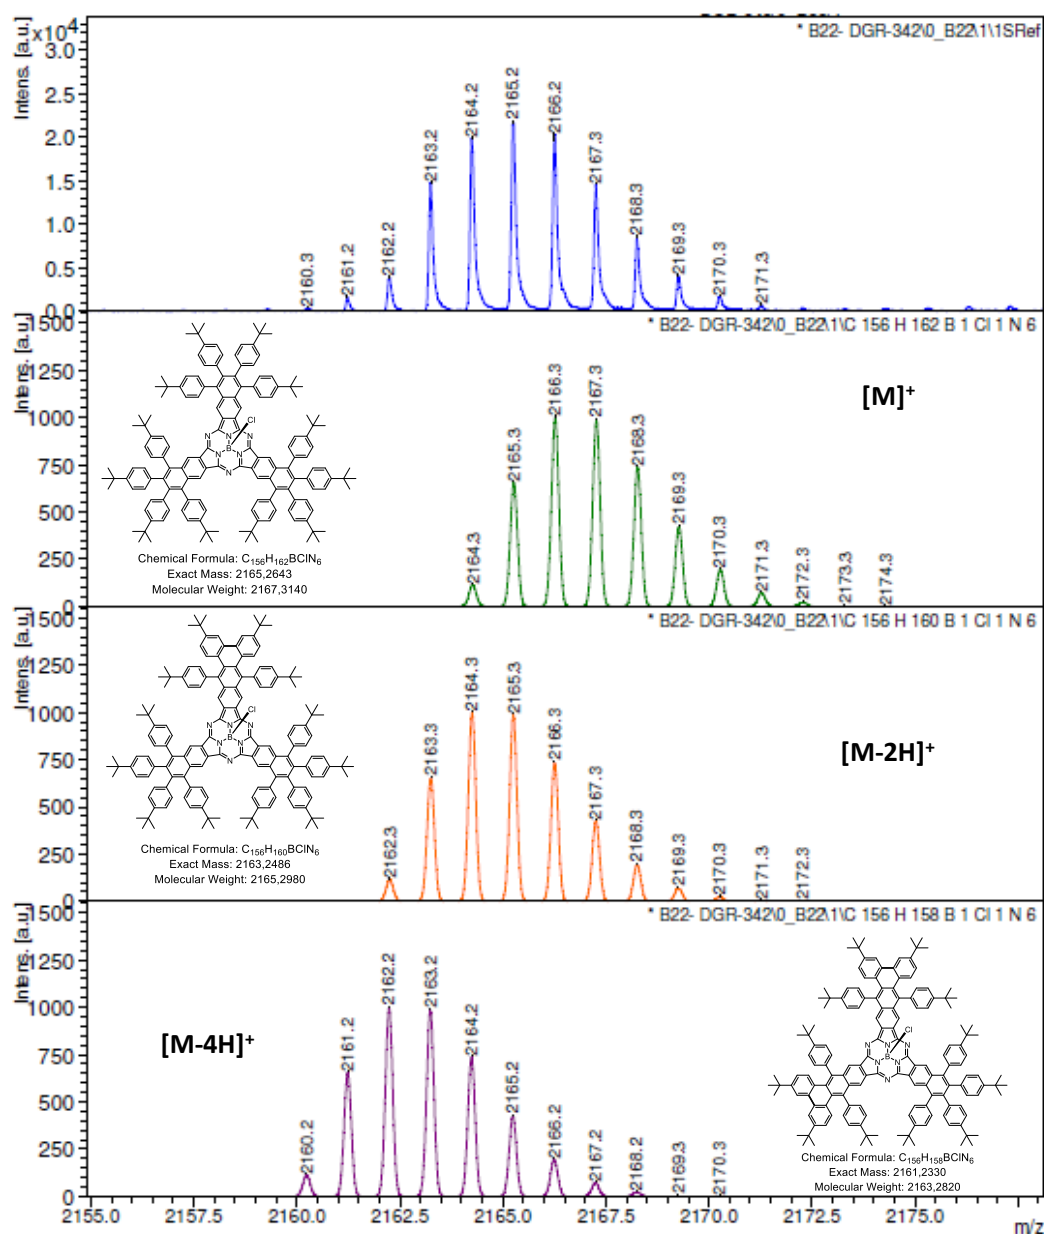 * B22- DGR-342\0_B22\1\1SRef
Intens. [a.u.]
x10⁴
3.0
2.5
2.0
1.5
1.0
0.5
0.0
2160.3
2161.2
2162.2
2163.2
2164.2
2165.2
2166.2
2167.3
2168.3
2169.3
2170.3
2171.3
* B22- DGR-342\0_B22\1\C 156 H 162 B 1 Cl 1 N 6
Intens. [a.u.]
1500
1250
1000
750
500
250
0
[M]⁺
2164.3
2165.3
2166.3
2167.3
2168.3
2169.3
2170.3
2171.3
2172.3
2173.3
2174.3
Cl
N
N
N
N
B
N
N
Chemical Formula: C₁₅₆H₁₆₂BClN₆
Exact Mass: 2165,2643
Molecular Weight: 2167,3140
* B22- DGR-342\0_B22\1\C 156 H 160 B 1 Cl 1 N 6
Intens. [a.u.]
1500
1250
1000
750
500
250
0
[M-2H]⁺
2162.3
2163.3
2164.3
2165.3
2166.3
2167.3
2168.3
2169.3
2170.3
2171.3
2172.3
Cl
N
N
N
N
B
N
N
Chemical Formula: C₁₅₆H₁₆₀BClN₆
Exact Mass: 2163,2486
Molecular Weight: 2165,2980
* B22- DGR-342\0_B22\1\C 156 H 158 B 1 Cl 1 N 6
Intens. [a.u.]
1500
1250
1000
750
500
250
0
[M-4H]⁺
2160.2
2161.2
2162.2
2163.2
2164.2
2165.2
2166.2
2167.2
2168.2
2169.3
2170.3
Cl
N
N
N
N
B
N
N
Chemical Formula: C₁₅₆H₁₅₈BClN₆
Exact Mass: 2161,2330
Molecular Weight: 2163,2820
2155.0 2157.5 2160.0 2162.5 2165.0 2167.5 2170.0 2172.5 2175.0
m/z